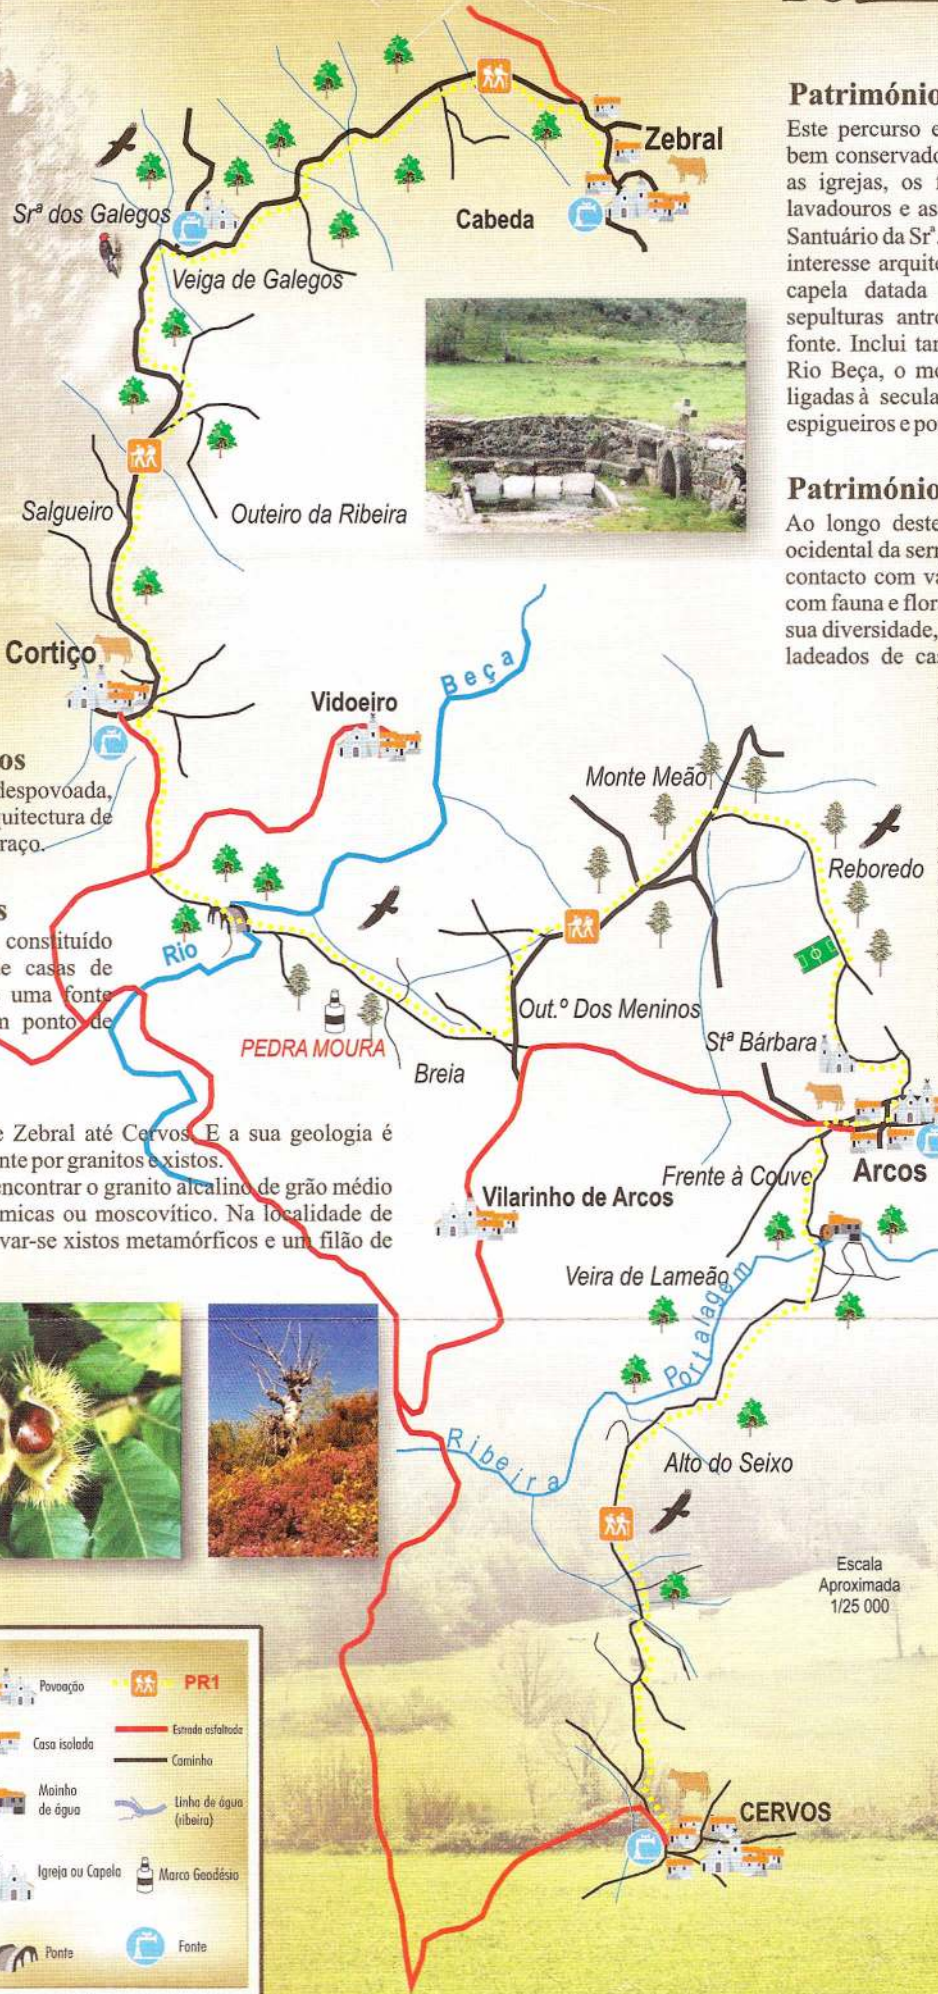 Património
Este percurso e
bem conservado
as igrejas, os f
lavadouros e as
Santuário da Srª.
interesse arquite
capela datada
sepulturas antro
fonte. Inclui tam
Rio Beça, o mo
ligadas à secula
espigueiros e po
Património
Ao longo deste
ocidental da serr
contacto com va
com fauna e flor
sua diversidade,
ladeados de cas
Zebral
Cabeda
Srª dos Galegos
Veiga de Galegos
Salgueiro
Outeiro da Ribeira
Cortiço
Vidoeiro
Beça
Monte Meão
Reboredo
Rio
Out.º Dos Meninos
PEDRA MOURA
Breia
Stª Bárbara
Arcos
Frente à Couve
Vilarinho de Arcos
Veira de Lameão
Portalagem
Ribeira
Alto do Seixo
CERVOS
os
despovoada,
quitectura de
raço.
s
constituído
e casas de
uma fonte
m ponto de
e Zebral até Cervos. E a sua geologia é
nte por granitos e xistos.
encontrar o granito alcalino de grão médio
micas ou moscovítico. Na localidade de
var-se xistos metamórficos e um filão de
Escala
Aproximada
1/25 000
Povoação
PR1
Casa isolada
Estrada asfaltada
Caminho
Moinho
de água
Linha de água
(ribeira)
Igreja ou Capela
Marco Geodésio
Ponte
Fonte